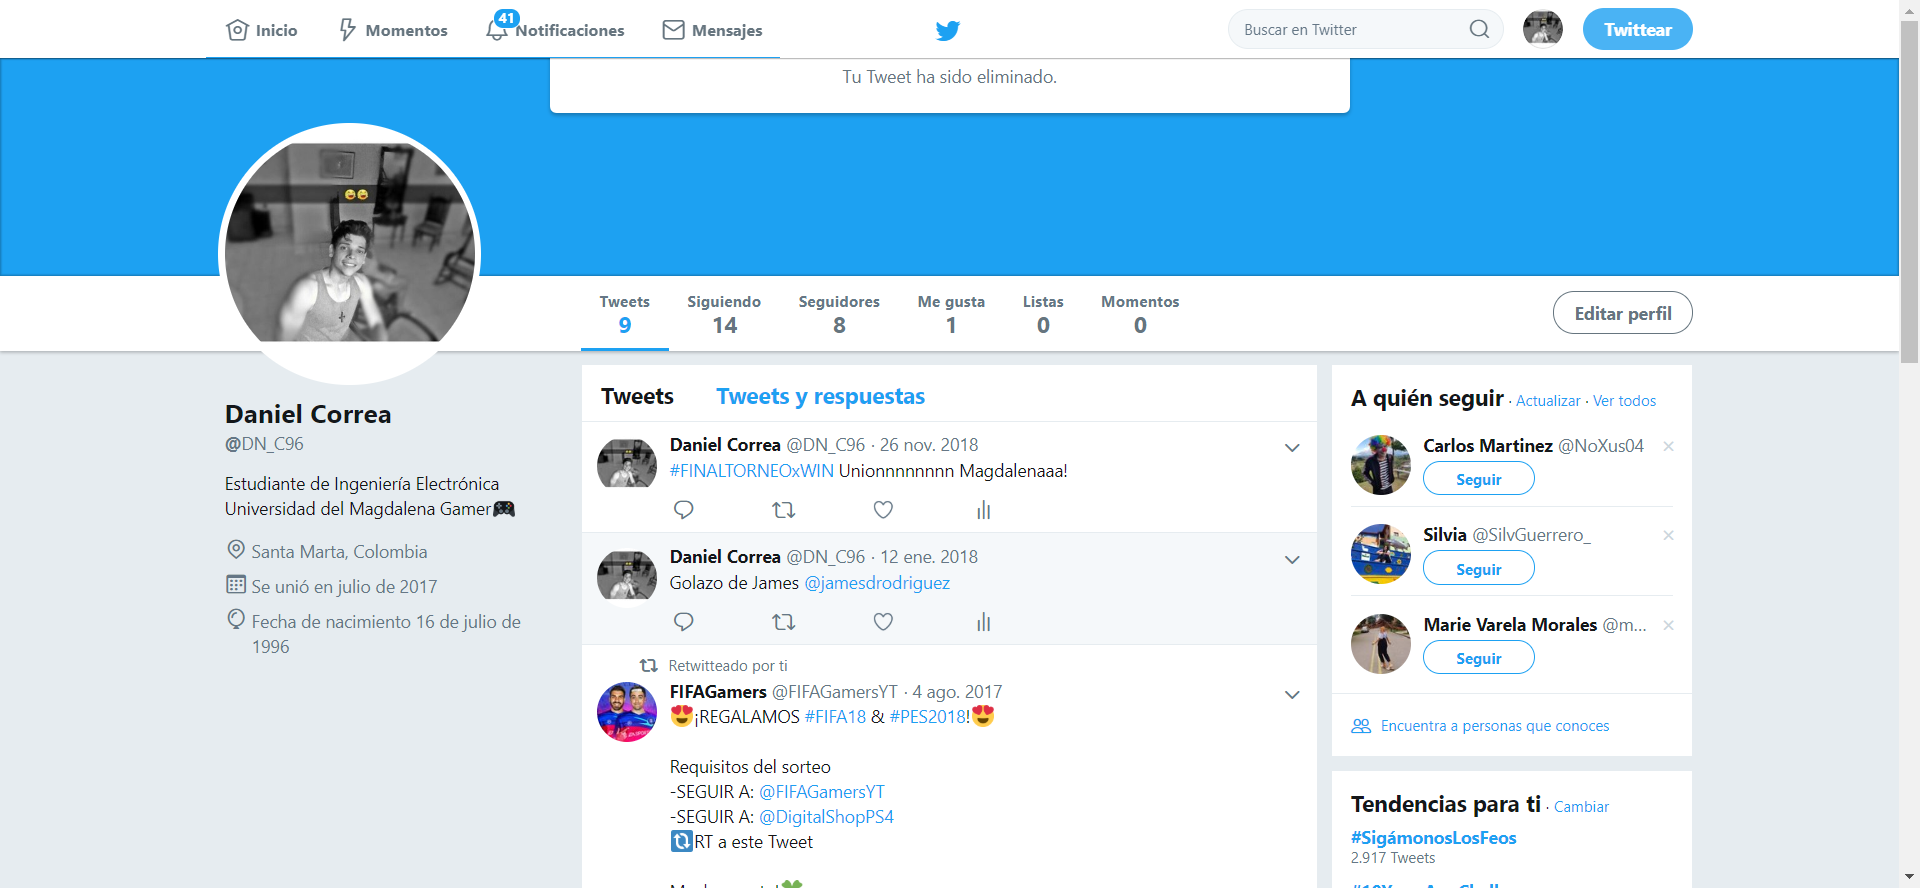 Inicio
Momentos
41
Notificaciones
Mensajes
Buscar en Twitter
Twittear
Tu Tweet ha sido eliminado.
Tweets 9
Siguiendo 14
Seguidores 8
Me gusta 1
Listas 0
Momentos 0
Editar perfil
Daniel Correa
@DN_C96
Estudiante de Ingeniería Electrónica
Universidad del Magdalena Gamer🎮
Santa Marta, Colombia
Se unió en julio de 2017
Fecha de nacimiento 16 de julio de
1996
Tweets
Tweets y respuestas
Daniel Correa @DN_C96 · 26 nov. 2018
#FINALTORNEOxWIN Unionnnnnnnn Magdalenaaa!
Daniel Correa @DN_C96 · 12 ene. 2018
Golazo de James @jamesdrodriguez
Retwitteado por ti
FIFAGamers @FIFAGamersYT · 4 ago. 2017
😍¡REGALAMOS #FIFA18 & #PES2018!😍
Requisitos del sorteo
-SEGUIR A: @FIFAGamersYT
-SEGUIR A: @DigitalShopPS4
🔃RT a este Tweet
A quién seguir · Actualizar · Ver todos
Carlos Martinez @NoXus04
Seguir
Silvia @SilvGuerrero_
Seguir
Marie Varela Morales @m...
Seguir
Encuentra a personas que conoces
Tendencias para ti · Cambiar
#SigámonosLosFeos
2.917 Tweets